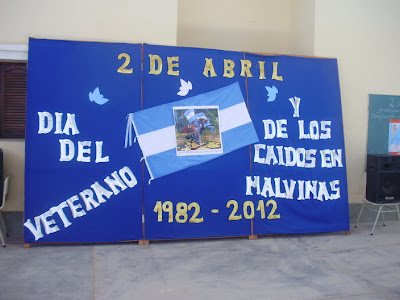 2 DE ABRIL
DIA
DEL
VETERANO
Y
DE LOS
CAIDOS EN
MALVINAS
1982 - 2012